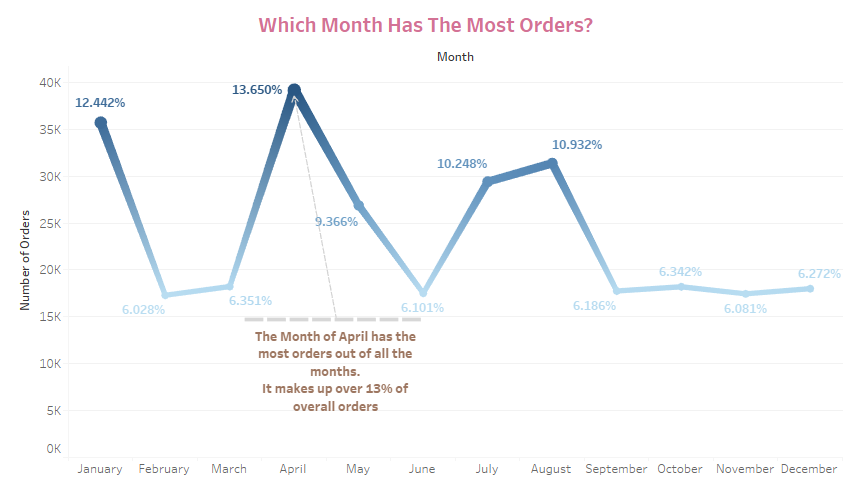 Which Month Has The Most Orders?
Month
40K
35K
30K
25K
20K
15K
10K
5K
0K
Number of Orders
12.442%
6.028%
6.351%
13.650%
9.366%
6.101%
10.248%
10.932%
6.186%
6.342%
6.081%
6.272%
The Month of April has the
most orders out of all the
months.
It makes up over 13% of
overall orders
January February March April May June July August September October November December